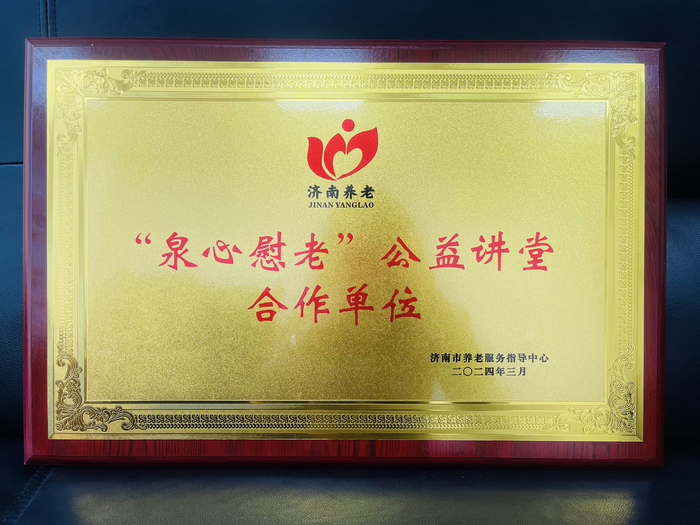 济南养老
JINAN YANGLAO
“泉心慰老”公益讲堂
合作单位
济南市养老服务指导中心
二〇二四年三月